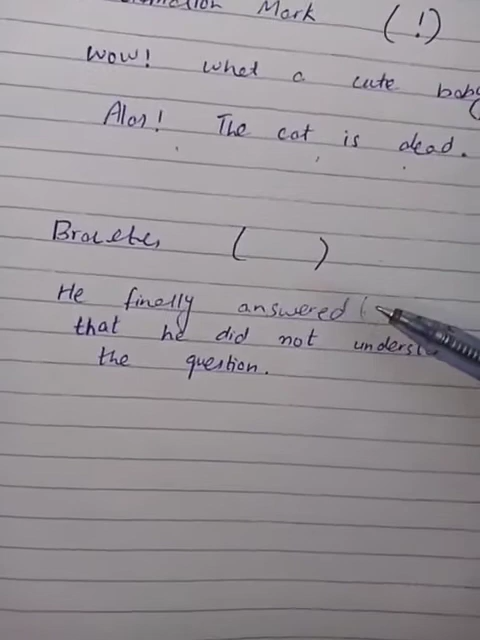 Mark (!)
Wow! What a cute baby
Alas! The cat is dead.
Brackets ( )
He finally answered (
that he did not
the question.